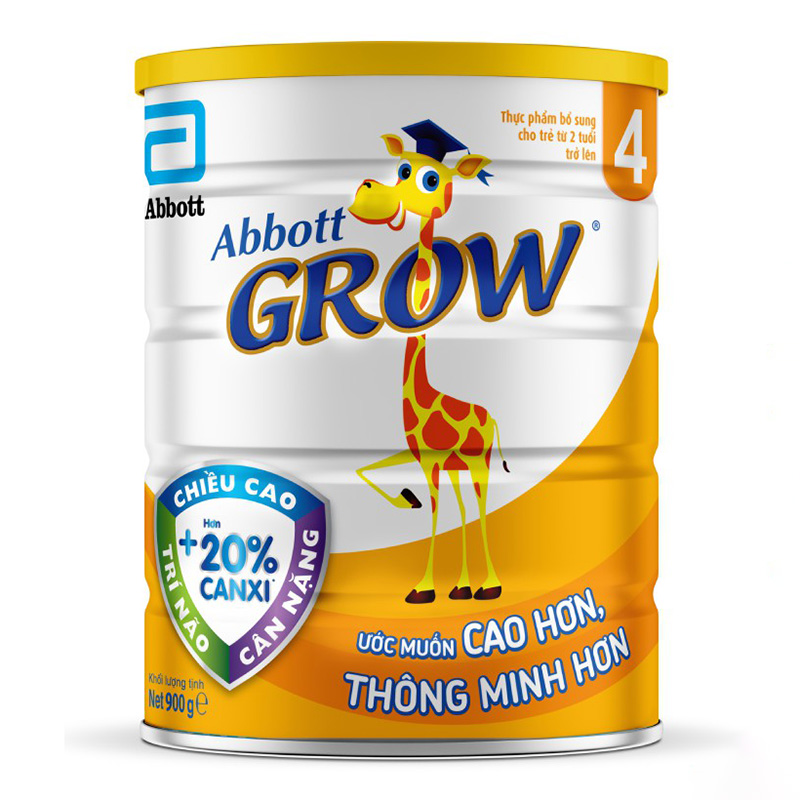 Abbott
Thực phẩm bổ sung
cho trẻ từ 2 tuổi
trở lên
4
Abbott
GROW®
CHIỀU CAO
Hơn
+20%
CANXI*
TRÍ NÃO
CÂN NẶNG
ƯỚC MUỐN CAO HƠN,
THÔNG MINH HƠN
Khối lượng tịnh
Net 900g℮